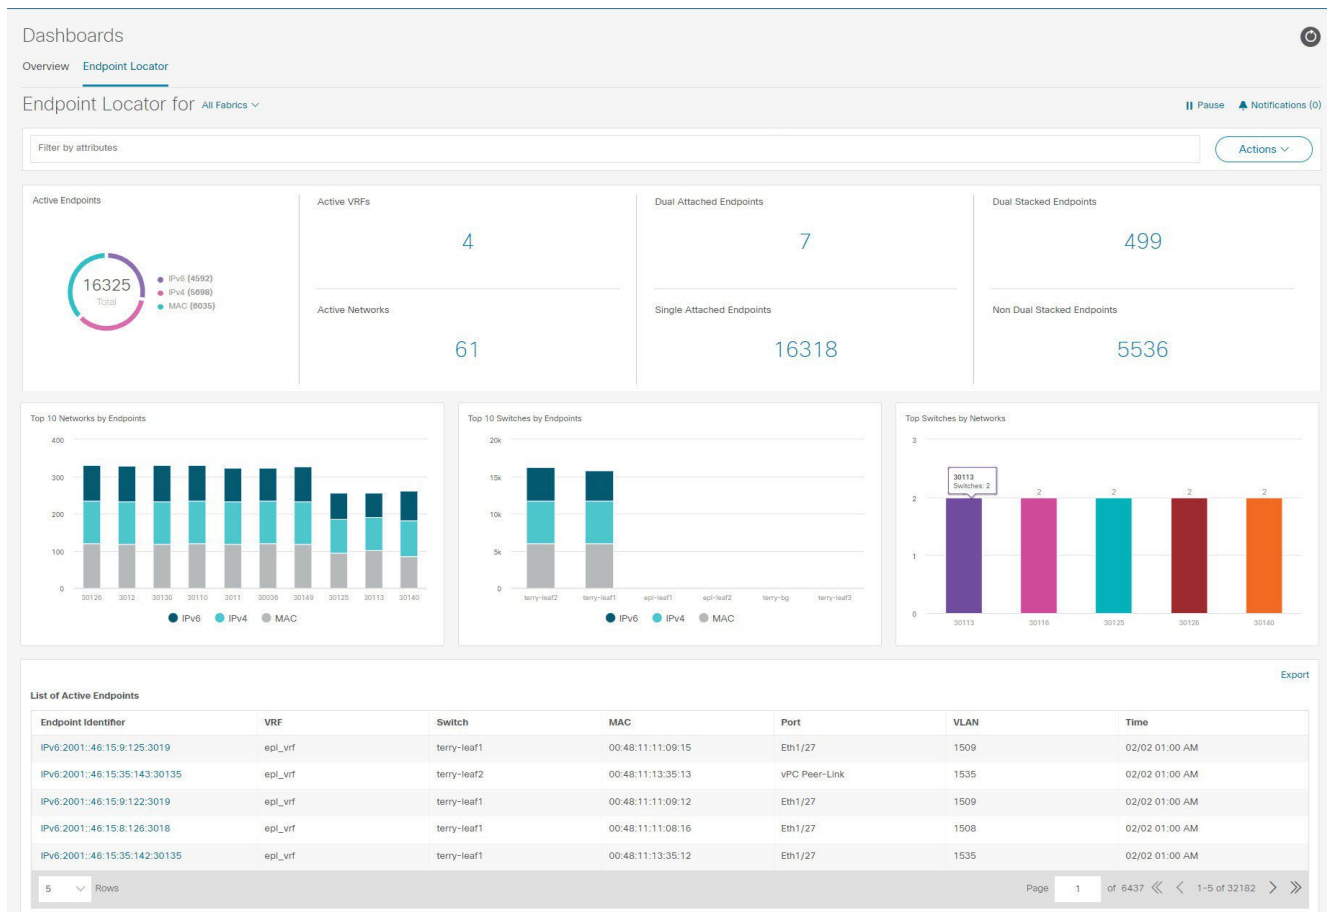 Dashboards
Overview Endpoint Locator
Endpoint Locator for All Fabrics
Pause Notifications (0)
Filter by attributes
Actions
Active Endpoints
16325
Total
IPv6 (4592)
IPv4 (5698)
MAC (6035)
Active VRFs
4
Dual Attached Endpoints
7
Dual Stacked Endpoints
499
Active Networks
61
Single Attached Endpoints
16318
Non Dual Stacked Endpoints
5536
Top 10 Networks by Endpoints
400
300
200
100
0
30126 3012 30130 30110 3011 30036 30149 30125 30113 30140
IPv6 IPv4 MAC
Top 10 Switches by Endpoints
20k
15k
10k
5k
0
terry-leaf2 terry-leaf1 epl-leaf1 epl-leaf2 terry-bg terry-leaf3
IPv6 IPv4 MAC
Top Switches by Networks
3
30113
Switches: 2
2 2 2 2 2
1
0
30113 30116 30125 30126 30140
Export
List of Active Endpoints
Endpoint Identifier VRF Switch MAC Port VLAN Time
IPv6:2001::46:15:9:125:3019 epl_vrf terry-leaf1 00:48:11:11:09:15 Eth1/27 1509 02/02 01:00 AM
IPv6:2001::46:15:35:143:30135 epl_vrf terry-leaf2 00:48:11:13:35:13 vPC Peer-Link 1535 02/02 01:00 AM
IPv6:2001::46:15:9:122:3019 epl_vrf terry-leaf1 00:48:11:11:09:12 Eth1/27 1509 02/02 01:00 AM
IPv6:2001::46:15:8:126:3018 epl_vrf terry-leaf1 00:48:11:11:08:16 Eth1/27 1508 02/02 01:00 AM
IPv6:2001::46:15:35:142:30135 epl_vrf terry-leaf1 00:48:11:13:35:12 Eth1/27 1535 02/02 01:00 AM
5 Rows
Page 1 of 6437 1-5 of 32182